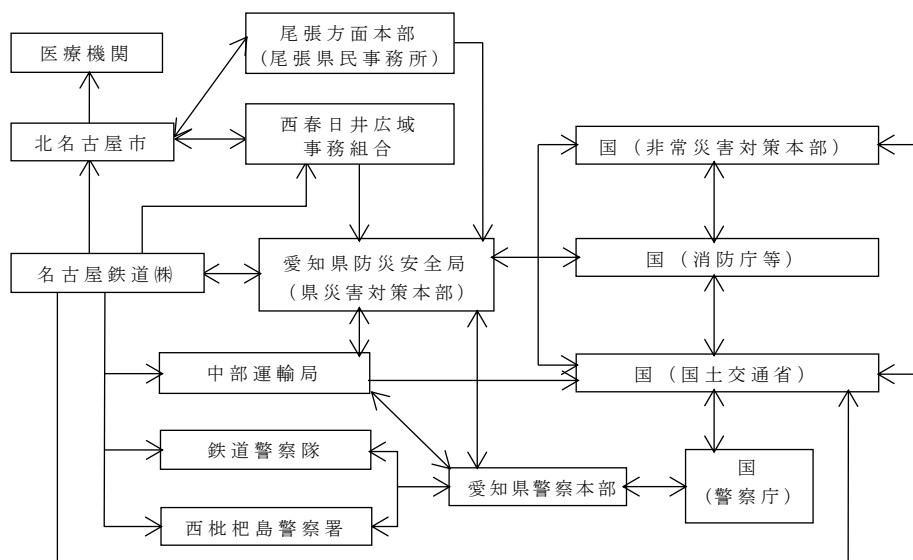 尾張方面本部
(尾張県民事務所)
医療機関
西春日井広域
事務組合
北名古屋市
国(非常災害対策本部)
名古屋鉄道㈱
愛知県防災安全局
(県災害対策本部)
国(消防庁等)
中部運輸局
国(国土交通省)
鉄道警察隊
愛知県警察本部
国
(警察庁)
西枇杷島警察署